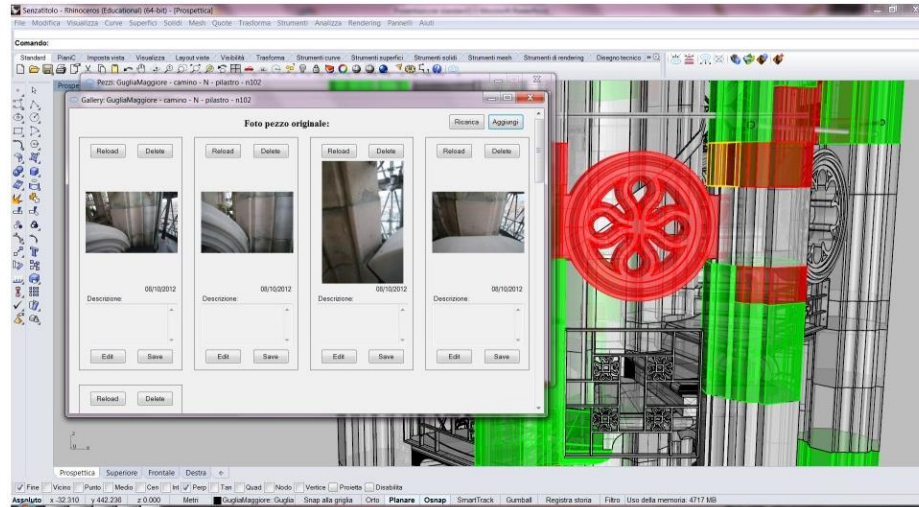 Senzatitolo - Rhinoceros (Educational) (64-bit) - [Prospettica]
File Modifica Visualizza Curve Superfici Solidi Mesh Quote Trasforma Strumenti Analizza Rendering Pannelli Aiuti
Comando:
Standard PianiC Imposta vista Visualizza Layout viste Visibilità Trasforma Strumenti curve Strumenti superfici Strumenti solidi Strumenti mesh Strumenti di rendering Disegno tecnico
Prospe Pezzi: GugliaMaggiore - camino - N - pilastro - n102
Gallery: GugliaMaggiore - camino - N - pilastro - n102
Foto pezzo originale: Ricarica Aggiungi
Reload Delete Reload Delete Reload Delete Reload Delete
08/10/2012 08/10/2012 08/10/2012 08/10/2012
Descrizione: Descrizione: Descrizione: Descrizione:
Edit Save Edit Save Edit Save Edit Save
Reload Delete
Prospettica Superiore Frontale Destra
Fine Vicino Punto Medio Cen Int Perp Tan Quad Nodo Vertice Proietta Disabilita
Assoluto x -32.310 y 442.238 z 0.000 Metri GugliaMaggiore: Guglia Snap alla griglia Orto Planare Osnap SmartTrack Gumball Registra storia Filtro Uso della memoria: 4717 MB